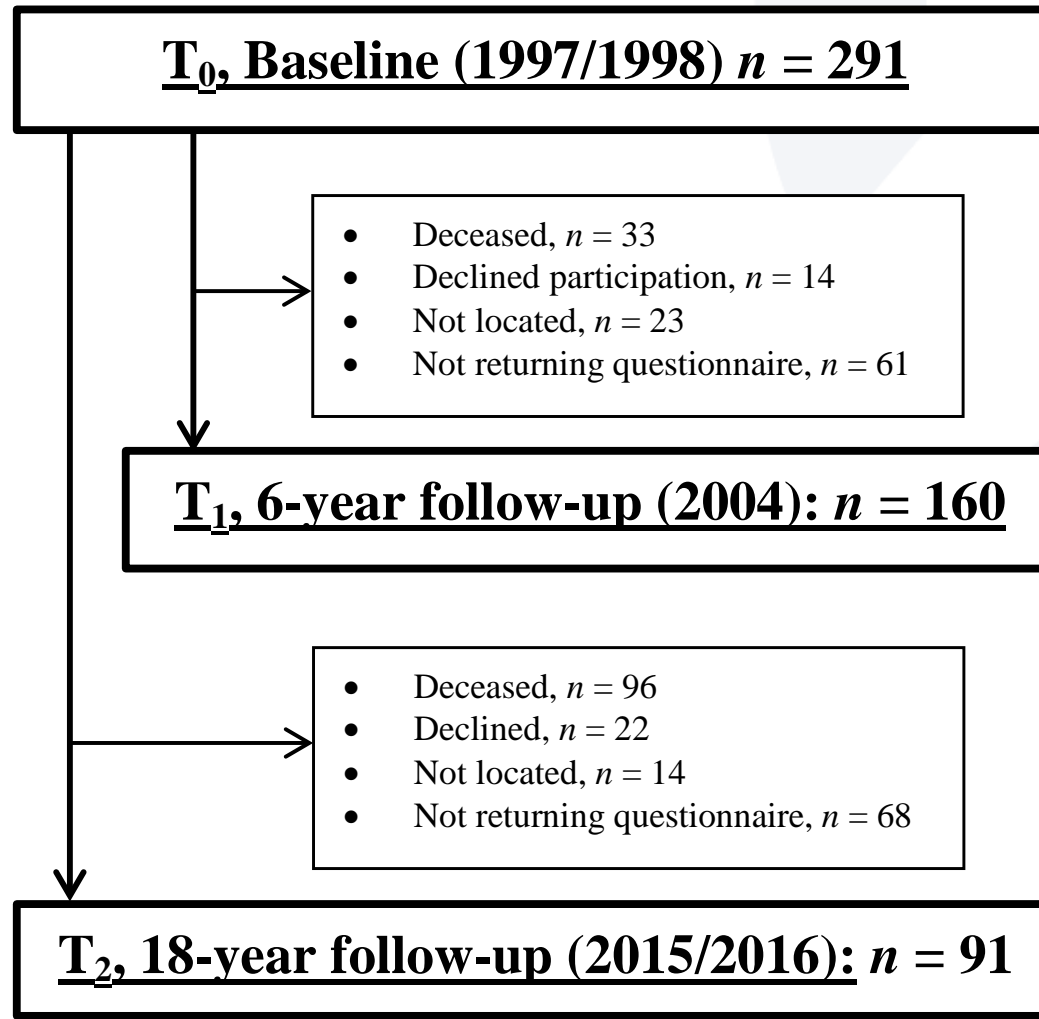 T₀, Baseline (1997/1998) n = 291
• Deceased, n = 33
• Declined participation, n = 14
• Not located, n = 23
• Not returning questionnaire, n = 61
T₁, 6-year follow-up (2004): n = 160
• Deceased, n = 96
• Declined, n = 22
• Not located, n = 14
• Not returning questionnaire, n = 68
T₂, 18-year follow-up (2015/2016): n = 91